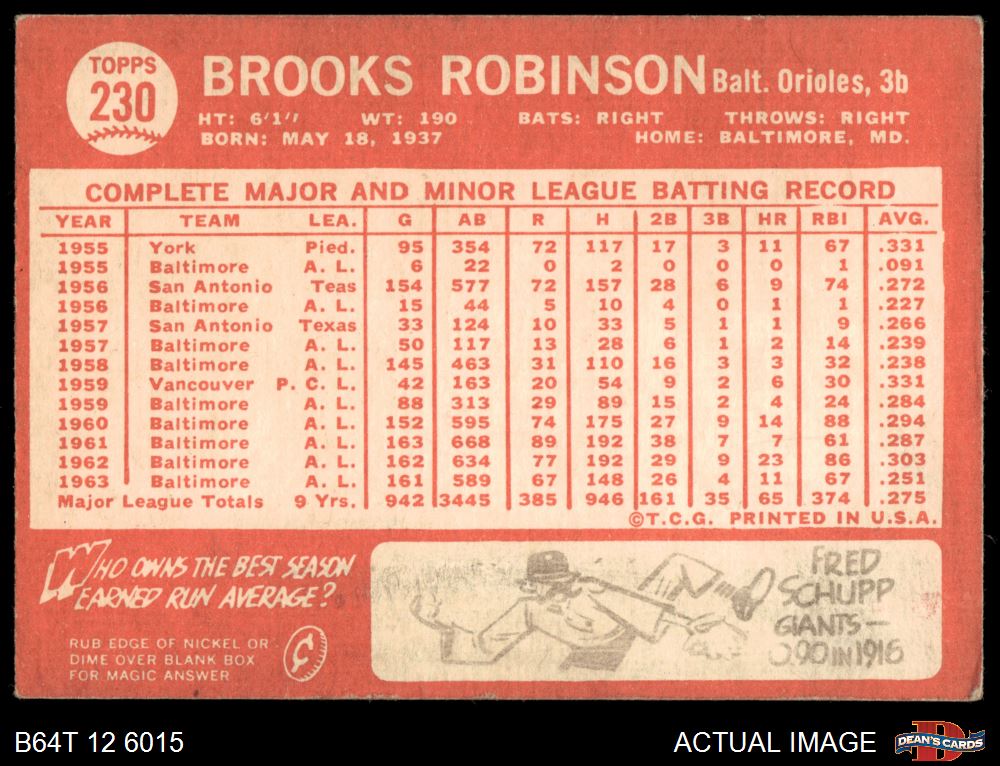 TOPPS
230
BROOKS ROBINSON Balt. Orioles, 3b
HT: 6'1" WT: 190 BATS: RIGHT THROWS: RIGHT
BORN: MAY 18, 1937 HOME: BALTIMORE, MD.
COMPLETE MAJOR AND MINOR LEAGUE BATTING RECORD
YEAR TEAM LEA. G AB R H 2B 3B HR RBI AVG.
1955 York Pied. 95 354 72 117 17 3 11 67 .331
1955 Baltimore A. L. 6 22 0 2 0 0 0 1 .091
1956 San Antonio Teas 154 577 72 157 28 6 9 74 .272
1956 Baltimore A. L. 15 44 5 10 4 0 1 1 .227
1957 San Antonio Texas 33 124 10 33 5 1 1 9 .266
1957 Baltimore A. L. 50 117 13 28 6 1 2 14 .239
1958 Baltimore A. L. 145 463 31 110 16 3 3 32 .238
1959 Vancouver P. C. L. 42 163 20 54 9 2 6 30 .331
1959 Baltimore A. L. 88 313 29 89 15 2 4 24 .284
1960 Baltimore A. L. 152 595 74 175 27 9 14 88 .294
1961 Baltimore A. L. 163 668 89 192 38 7 7 61 .287
1962 Baltimore A. L. 162 634 77 192 29 9 23 86 .303
1963 Baltimore A. L. 161 589 67 148 26 4 11 67 .251
Major League Totals 9 Yrs. 942 3445 385 946 161 35 65 374 .275
©T.C.G. PRINTED IN U.S.A.
WHO OWNS THE BEST SEASON
EARNED RUN AVERAGE?
RUB EDGE OF NICKEL OR
DIME OVER BLANK BOX
FOR MAGIC ANSWER
¢
FRED
SCHUPP
GIANTS—
0.90 IN 1916
B64T 12 6015
ACTUAL IMAGE
DEAN'S CARDS